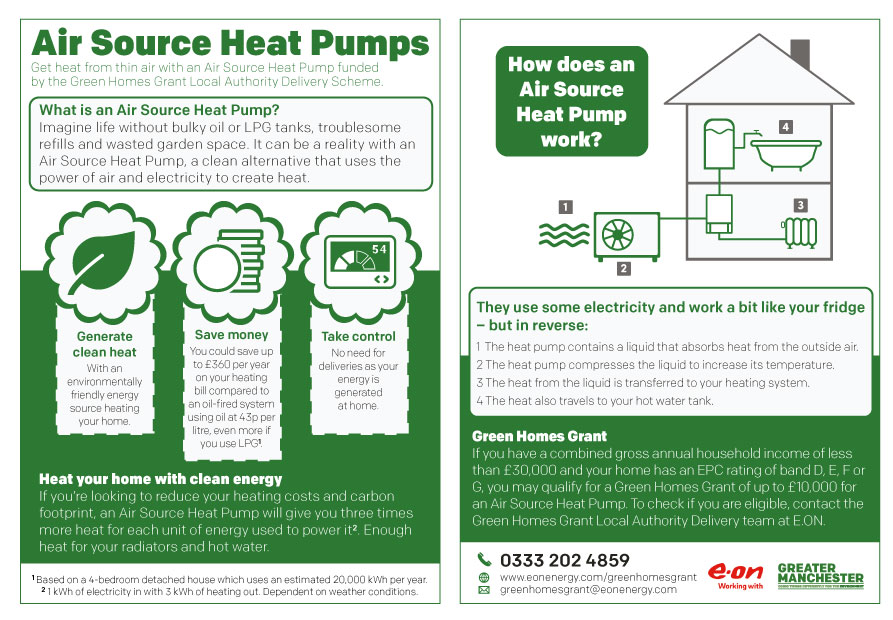 Air Source Heat Pumps
Get heat from thin air with an Air Source Heat Pump funded
by the Green Homes Grant Local Authority Delivery Scheme.
What is an Air Source Heat Pump?
Imagine life without bulky oil or LPG tanks, troublesome
refills and wasted garden space. It can be a reality with an
Air Source Heat Pump, a clean alternative that uses the
power of air and electricity to create heat.
54
Generate
clean heat
With an
environmentally
friendly energy
source heating
your home.
Save money
You could save up
to £360 per year
on your heating
bill compared to
an oil-fired system
using oil at 43p per
litre, even more if
you use LPG¹.
Take control
No need for
deliveries as your
energy is
generated
at home.
Heat your home with clean energy
If you're looking to reduce your heating costs and carbon
footprint, an Air Source Heat Pump will give you three times
more heat for each unit of energy used to power it². Enough
heat for your radiators and hot water.
¹ Based on a 4-bedroom detached house which uses an estimated 20,000 kWh per year.
² 1 kWh of electricity in with 3 kWh of heating out. Dependent on weather conditions.
How does an
Air Source
Heat Pump
work?
4
1
3
2
They use some electricity and work a bit like your fridge
– but in reverse:
1 The heat pump contains a liquid that absorbs heat from the outside air.
2 The heat pump compresses the liquid to increase its temperature.
3 The heat from the liquid is transferred to your heating system.
4 The heat also travels to your hot water tank.
Green Homes Grant
If you have a combined gross annual household income of less
than £30,000 and your home has an EPC rating of band D, E, F or
G, you may qualify for a Green Homes Grant of up to £10,000 for
an Air Source Heat Pump. To check if you are eligible, contact the
Green Homes Grant Local Authority Delivery team at E.ON.
0333 202 4859
www.eonenergy.com/greenhomesgrant
greenhomesgrant@eonenergy.com
e·on
Working with
GREATER
MANCHESTER